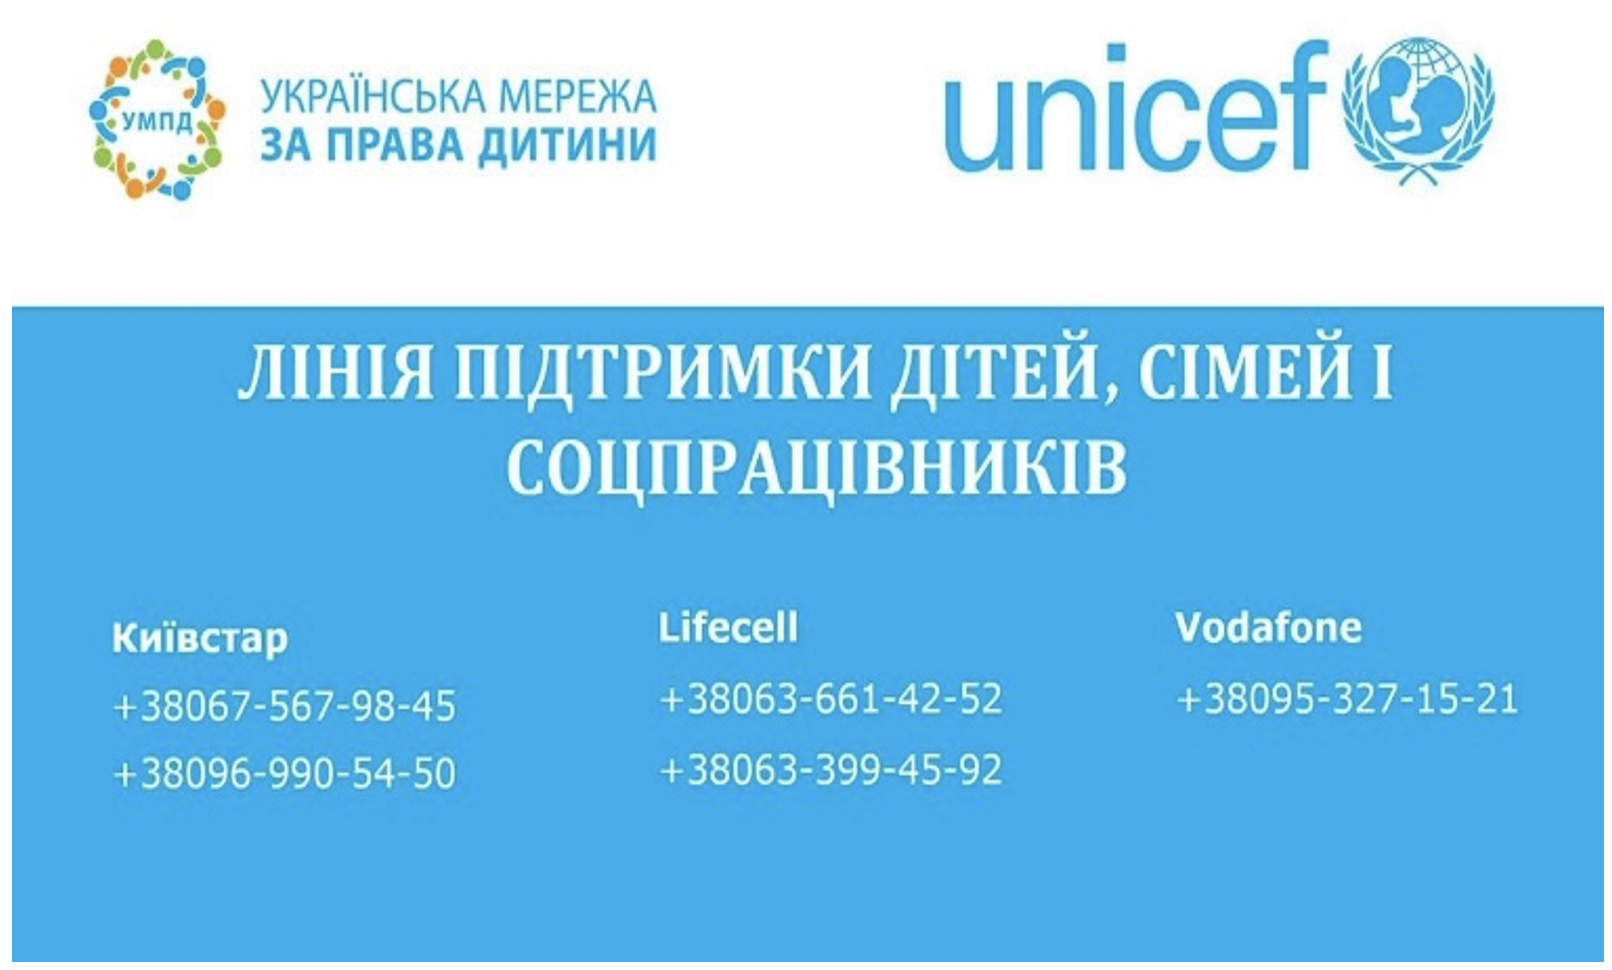 УМПД
УКРАЇНСЬКА МЕРЕЖА
ЗА ПРАВА ДИТИНИ
unicef
ЛІНІЯ ПІДТРИМКИ ДІТЕЙ, СІМЕЙ І
СОЦПРАЦІВНИКІВ
Київстар
+38067-567-98-45
+38096-990-54-50
Lifecell
+38063-661-42-52
+38063-399-45-92
Vodafone
+38095-327-15-21